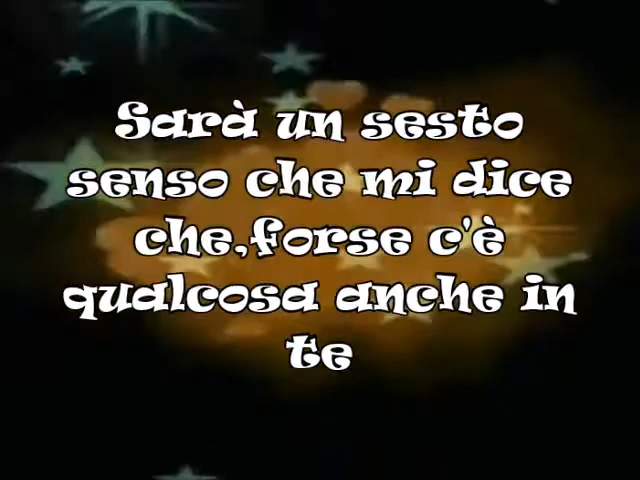 Sarà un sesto
senso che mi dice
che,forse c'è
qualcosa anche in
te